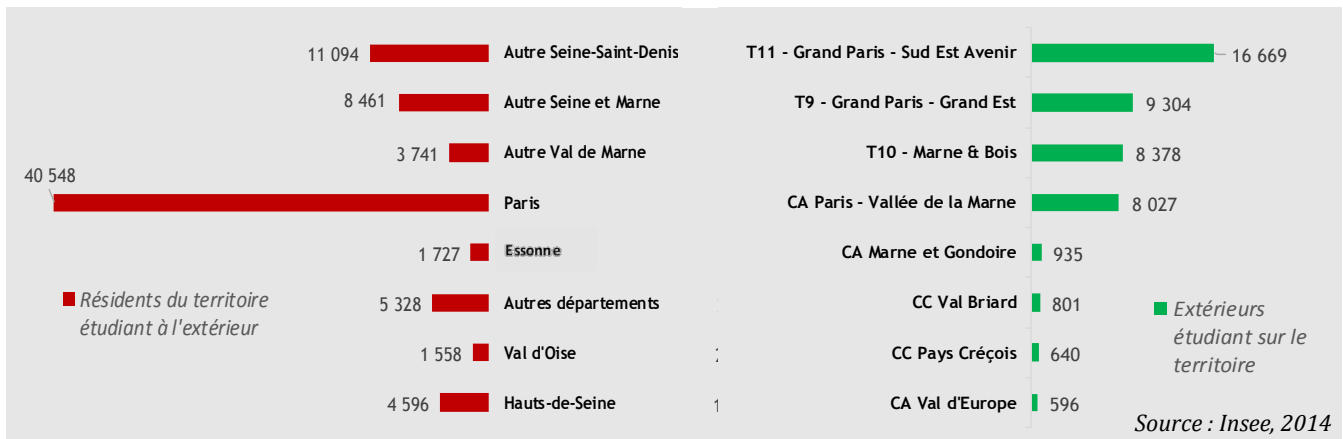 11 094 Autre Seine-Saint-Denis
8 461 Autre Seine et Marne
3 741 Autre Val de Marne
40 548 Paris
1 727 Essonne
5 328 Autres départements
1 558 Val d'Oise
4 596 Hauts-de-Seine
Résidents du territoire
étudiant à l'extérieur
T11 - Grand Paris - Sud Est Avenir 16 669
T9 - Grand Paris - Grand Est 9 304
T10 - Marne & Bois 8 378
CA Paris - Vallée de la Marne 8 027
CA Marne et Gondoire 935
CC Val Briard 801
CC Pays Créçois 640
CA Val d'Europe 596
Extérieurs
étudiant sur le
territoire
Source : Insee, 2014